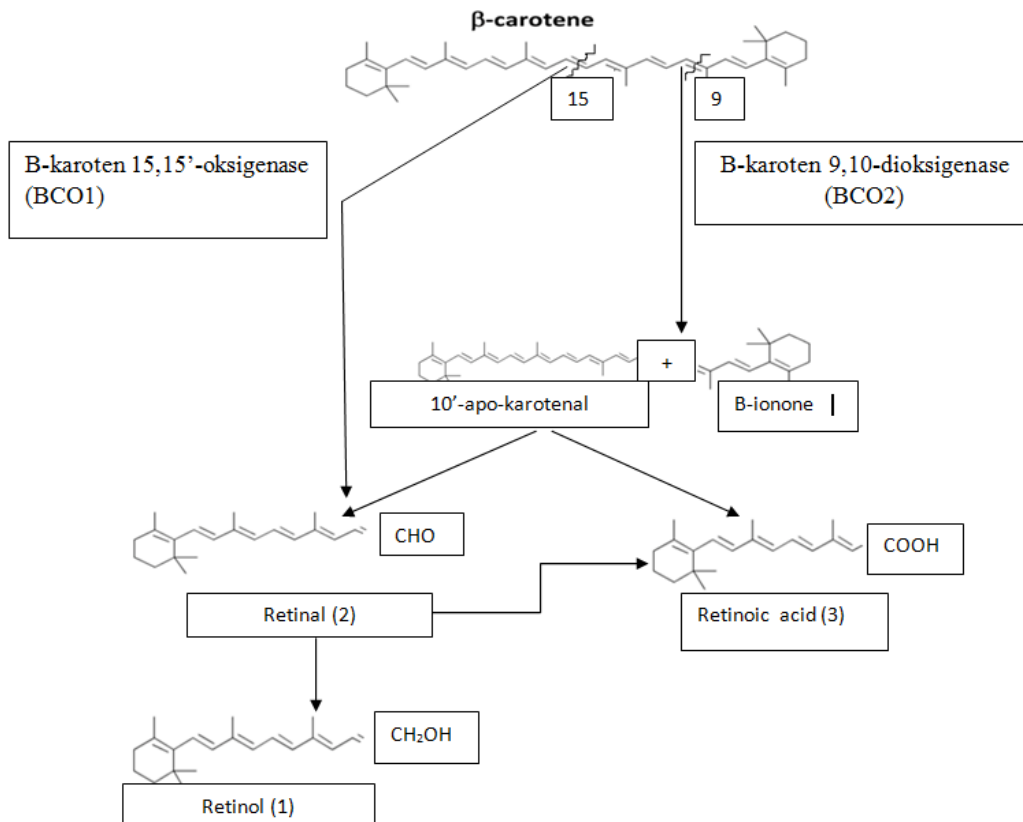 β-carotene
15
9
B-karoten 15,15’-oksigenase
(BCO1)
B-karoten 9,10-dioksigenase
(BCO2)
+
10’-apo-karotenal
B-ionone
CHO
COOH
Retinal (2)
Retinoic acid (3)
CH₂OH
Retinol (1)